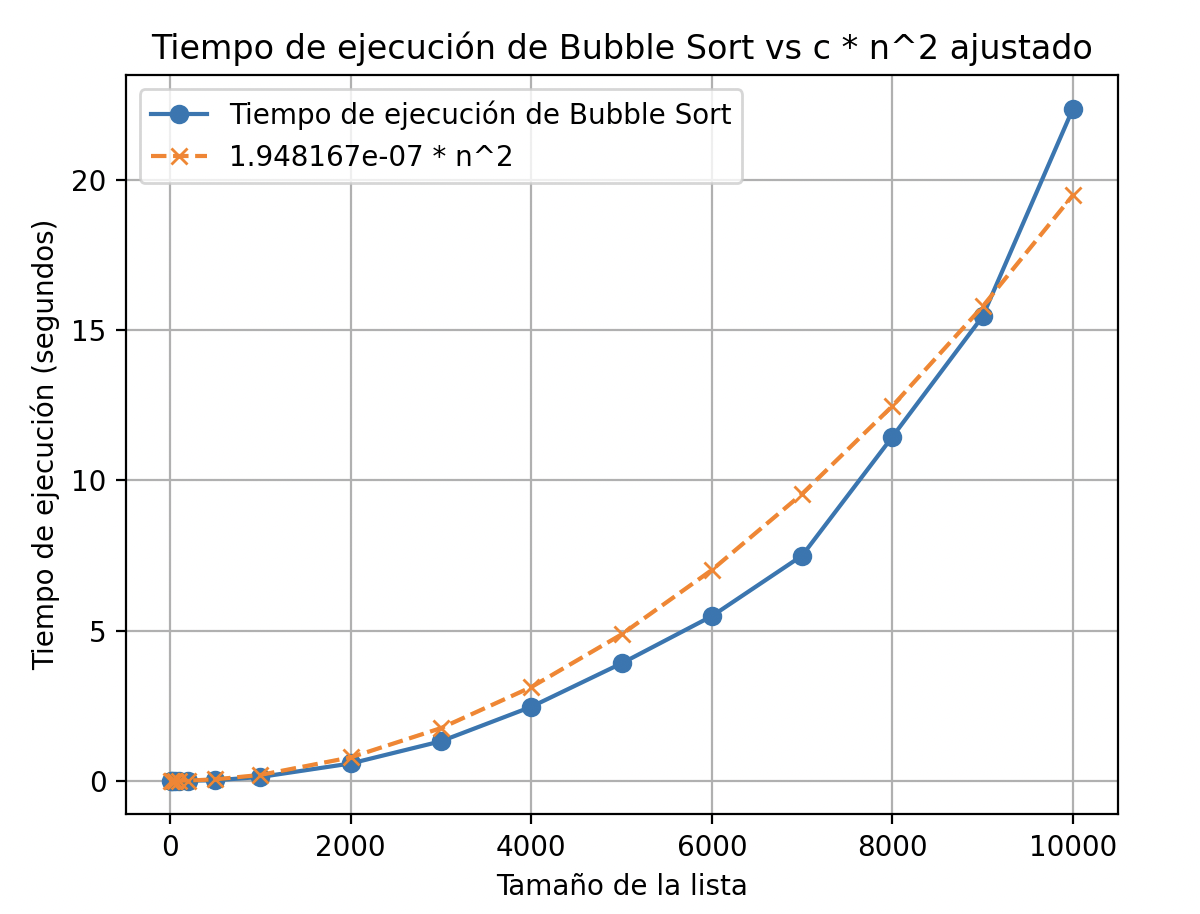 Tiempo de ejecución de Bubble Sort vs c * n^2 ajustado
Tiempo de ejecución de Bubble Sort
1.948167e-07 * n^2
Tiempo de ejecución (segundos)
20
15
10
5
0
0 2000 4000 6000 8000 10000
Tamaño de la lista